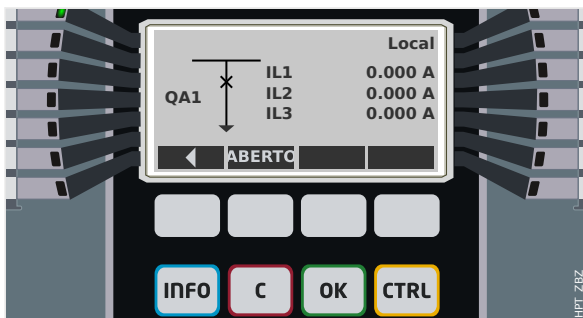 Local
IL1 0.000 A
QA1 IL2 0.000 A
IL3 0.000 A
ABERTO
INFO C OK CTRL
HPT_ZBZ